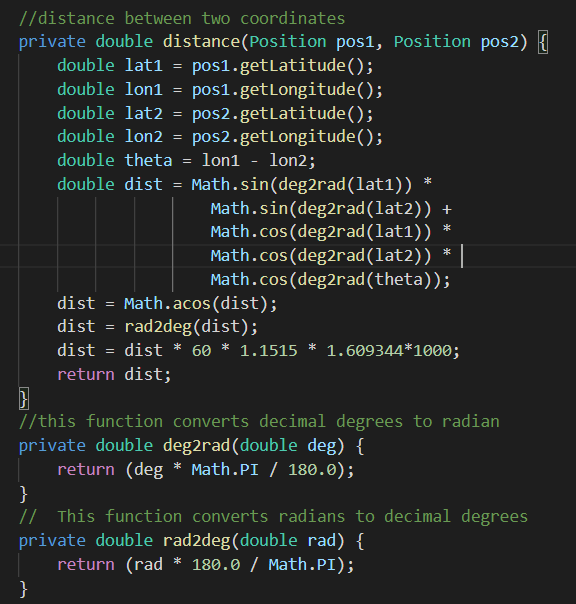 //distance between two coordinates
private double distance(Position pos1, Position pos2) {
    double lat1 = pos1.getLatitude();
    double lon1 = pos1.getLongitude();
    double lat2 = pos2.getLatitude();
    double lon2 = pos2.getLongitude();
    double theta = lon1 - lon2;
    double dist = Math.sin(deg2rad(lat1)) *
                    Math.sin(deg2rad(lat2)) +
                    Math.cos(deg2rad(lat1)) *
                    Math.cos(deg2rad(lat2)) *
                    Math.cos(deg2rad(theta));
    dist = Math.acos(dist);
    dist = rad2deg(dist);
    dist = dist * 60 * 1.1515 * 1.609344*1000;
    return dist;
}
//this function converts decimal degrees to radian
private double deg2rad(double deg) {
    return (deg * Math.PI / 180.0);
}
//  This function converts radians to decimal degrees
private double rad2deg(double rad) {
    return (rad * 180.0 / Math.PI);
}